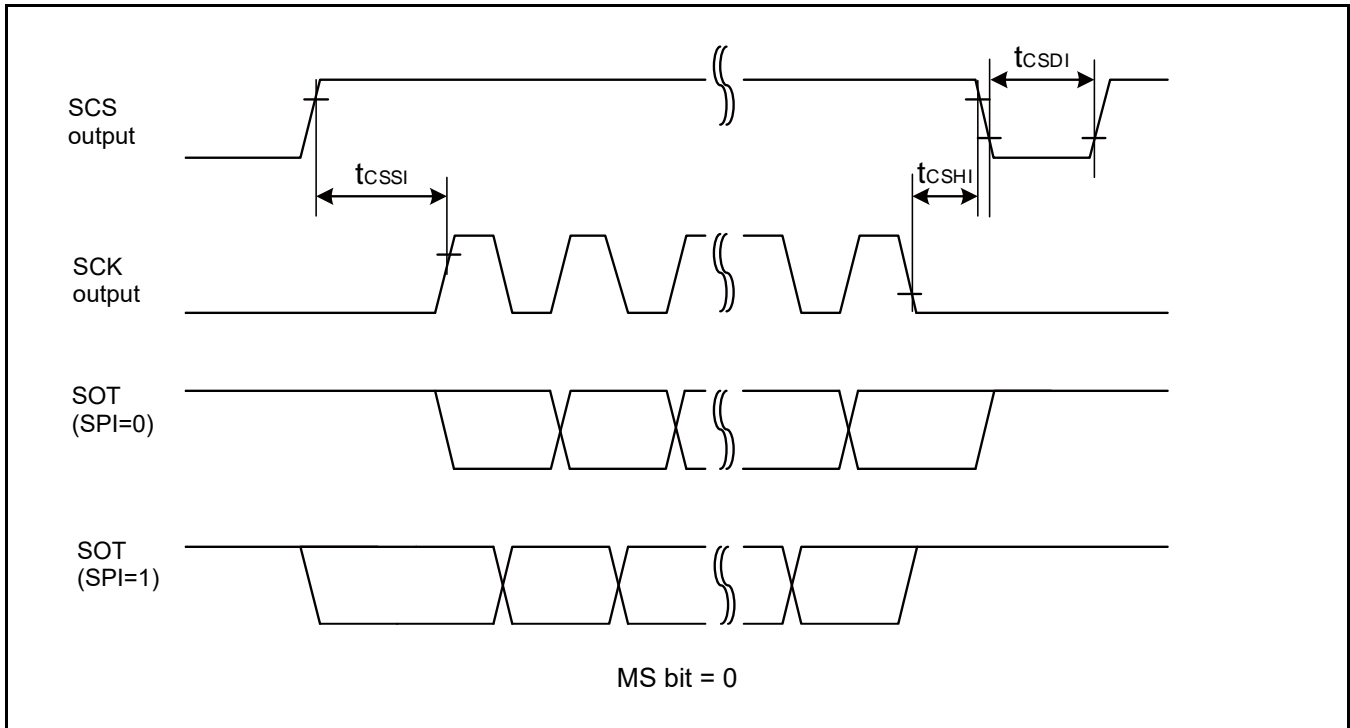 tCSDI
SCS
output
tCSSI
tCSHI
SCK
output
SOT
(SPI=0)
SOT
(SPI=1)
MS bit = 0